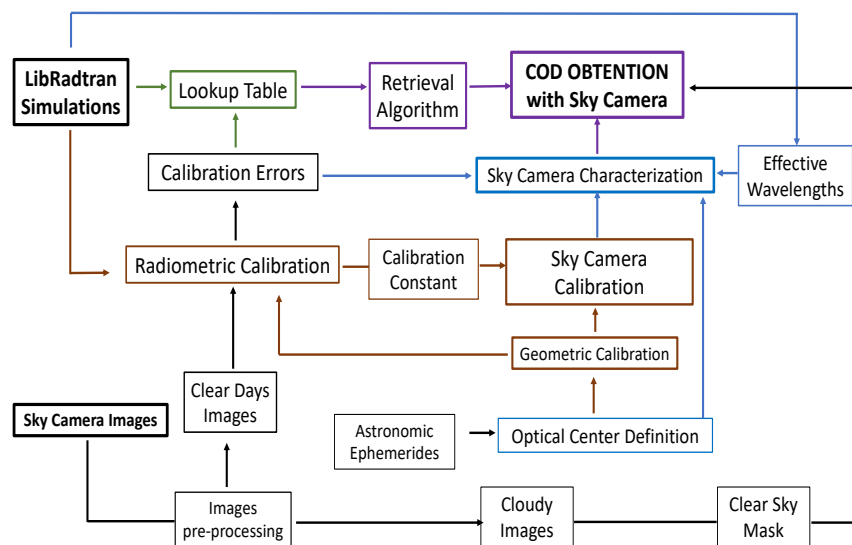 LibRadtran
Simulations
Lookup Table
Retrieval
Algorithm
COD OBTENTION
with Sky Camera
Calibration Errors
Sky Camera Characterization
Effective
Wavelengths
Radiometric Calibration
Calibration
Constant
Sky Camera
Calibration
Geometric Calibration
Clear Days
Images
Sky Camera Images
Astronomic
Ephemerides
Optical Center Definition
Images
pre-processing
Cloudy
Images
Clear Sky
Mask